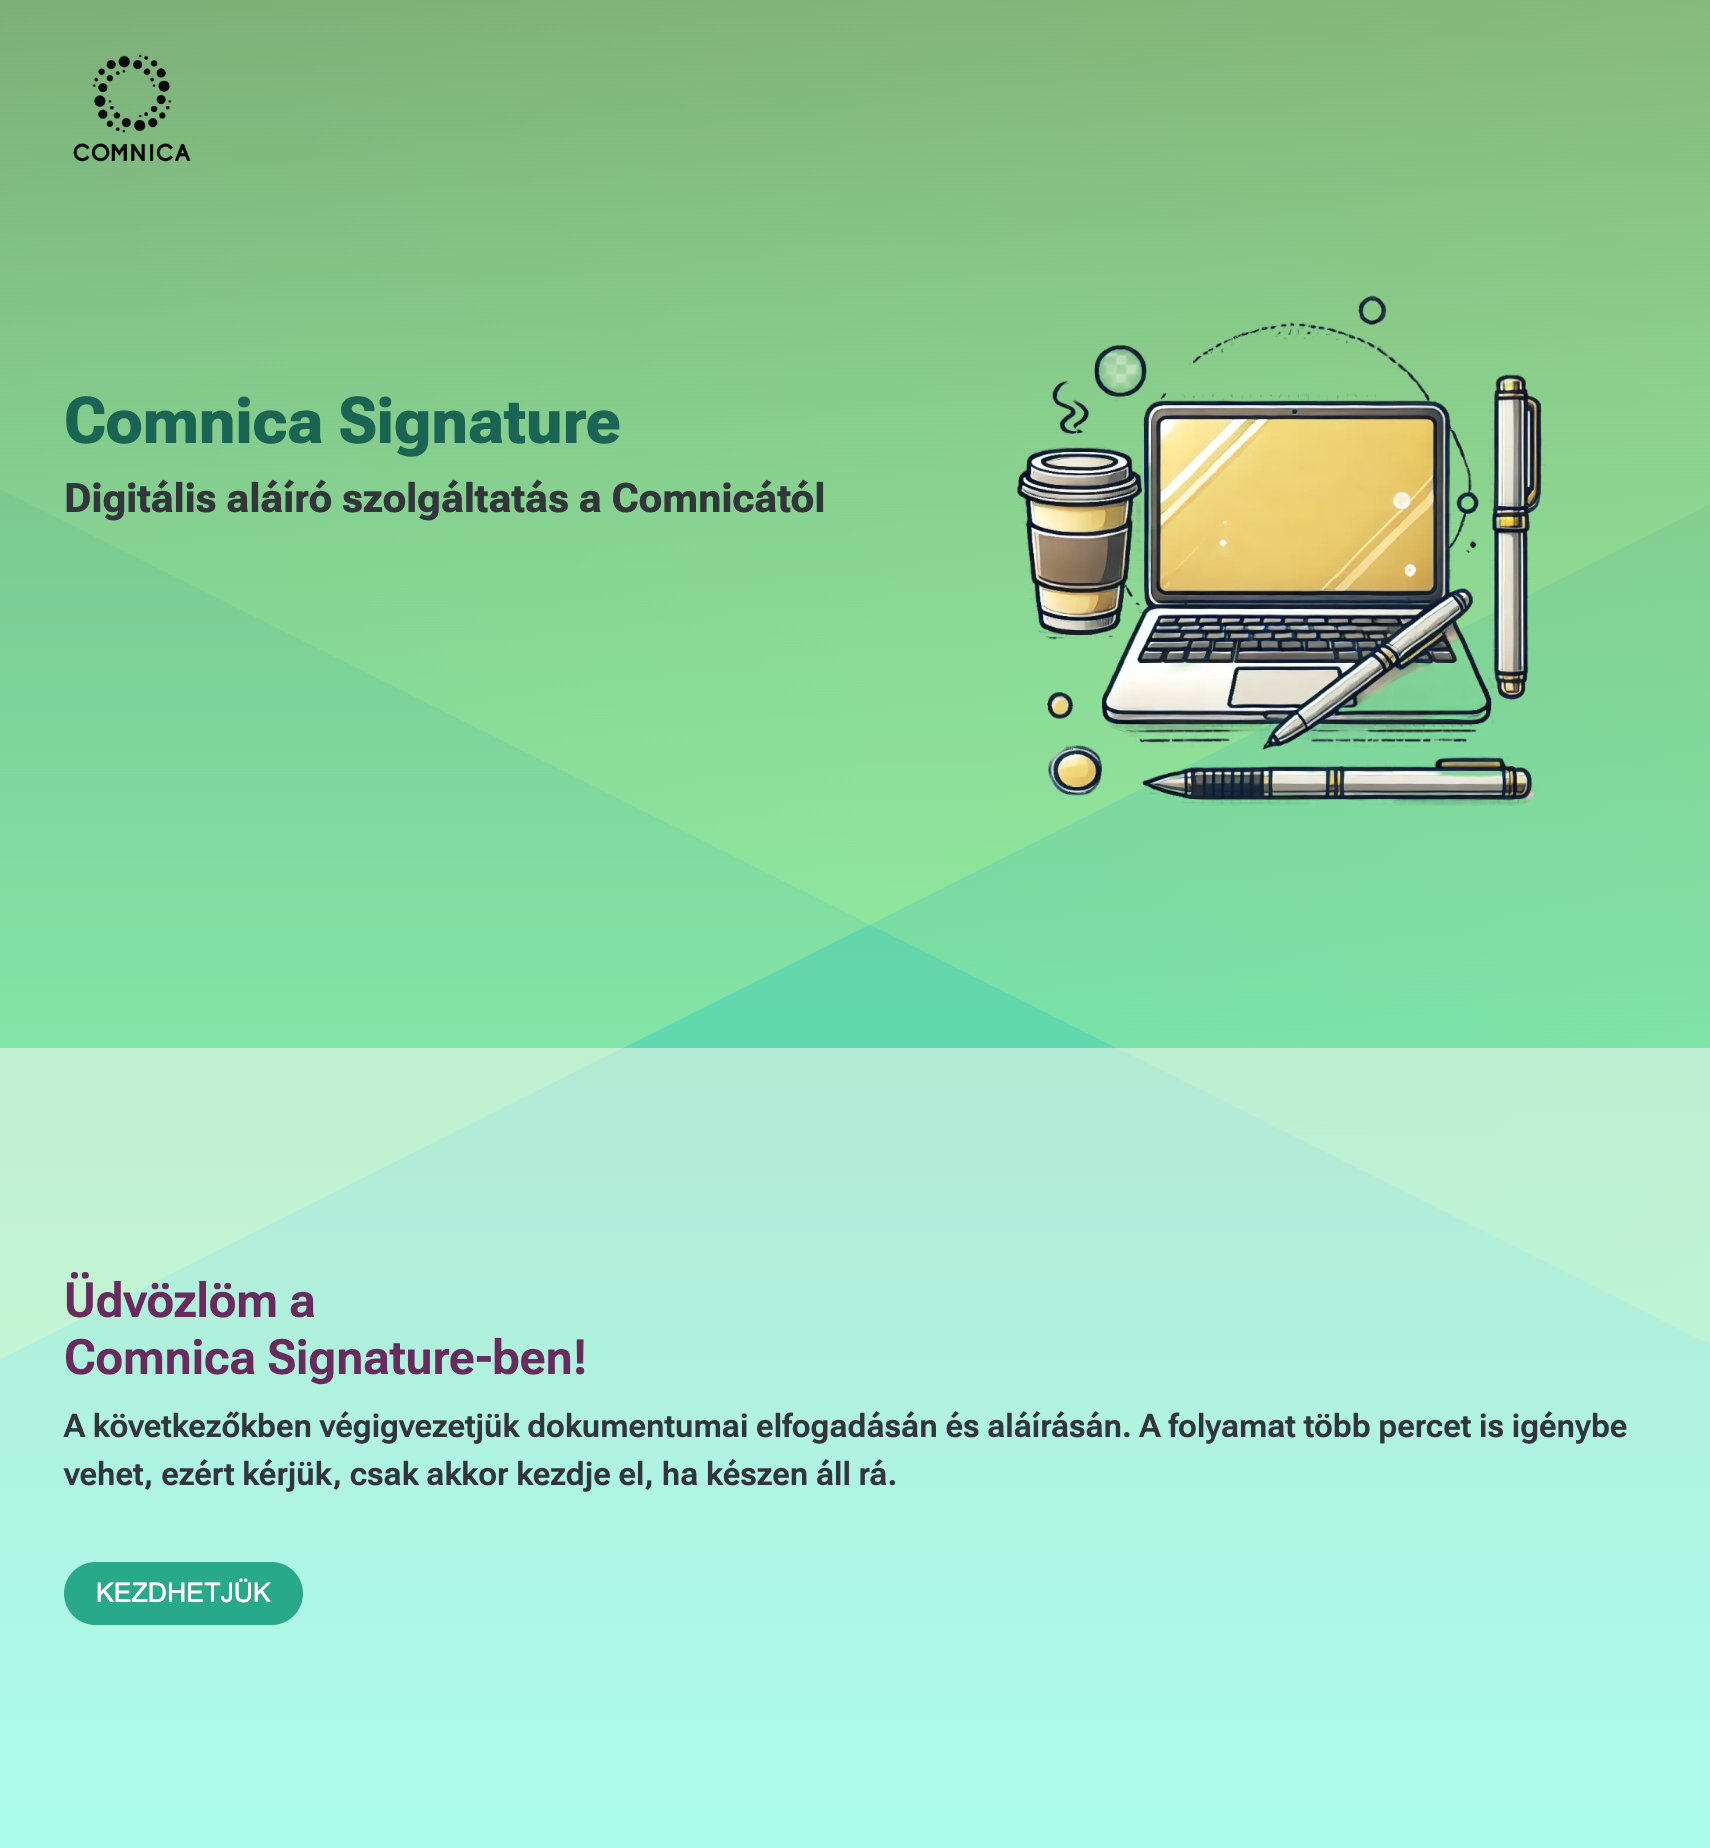 COMNICA
Comnica Signature
Digitális aláíró szolgáltatás a Comnicától
Üdvözlöm a
Comnica Signature-ben!
A következőkben végigvezetjük dokumentumai elfogadásán és aláírásán. A folyamat több percet is igénybe
vehet, ezért kérjük, csak akkor kezdje el, ha készen áll rá.
KEZDHETJÜK